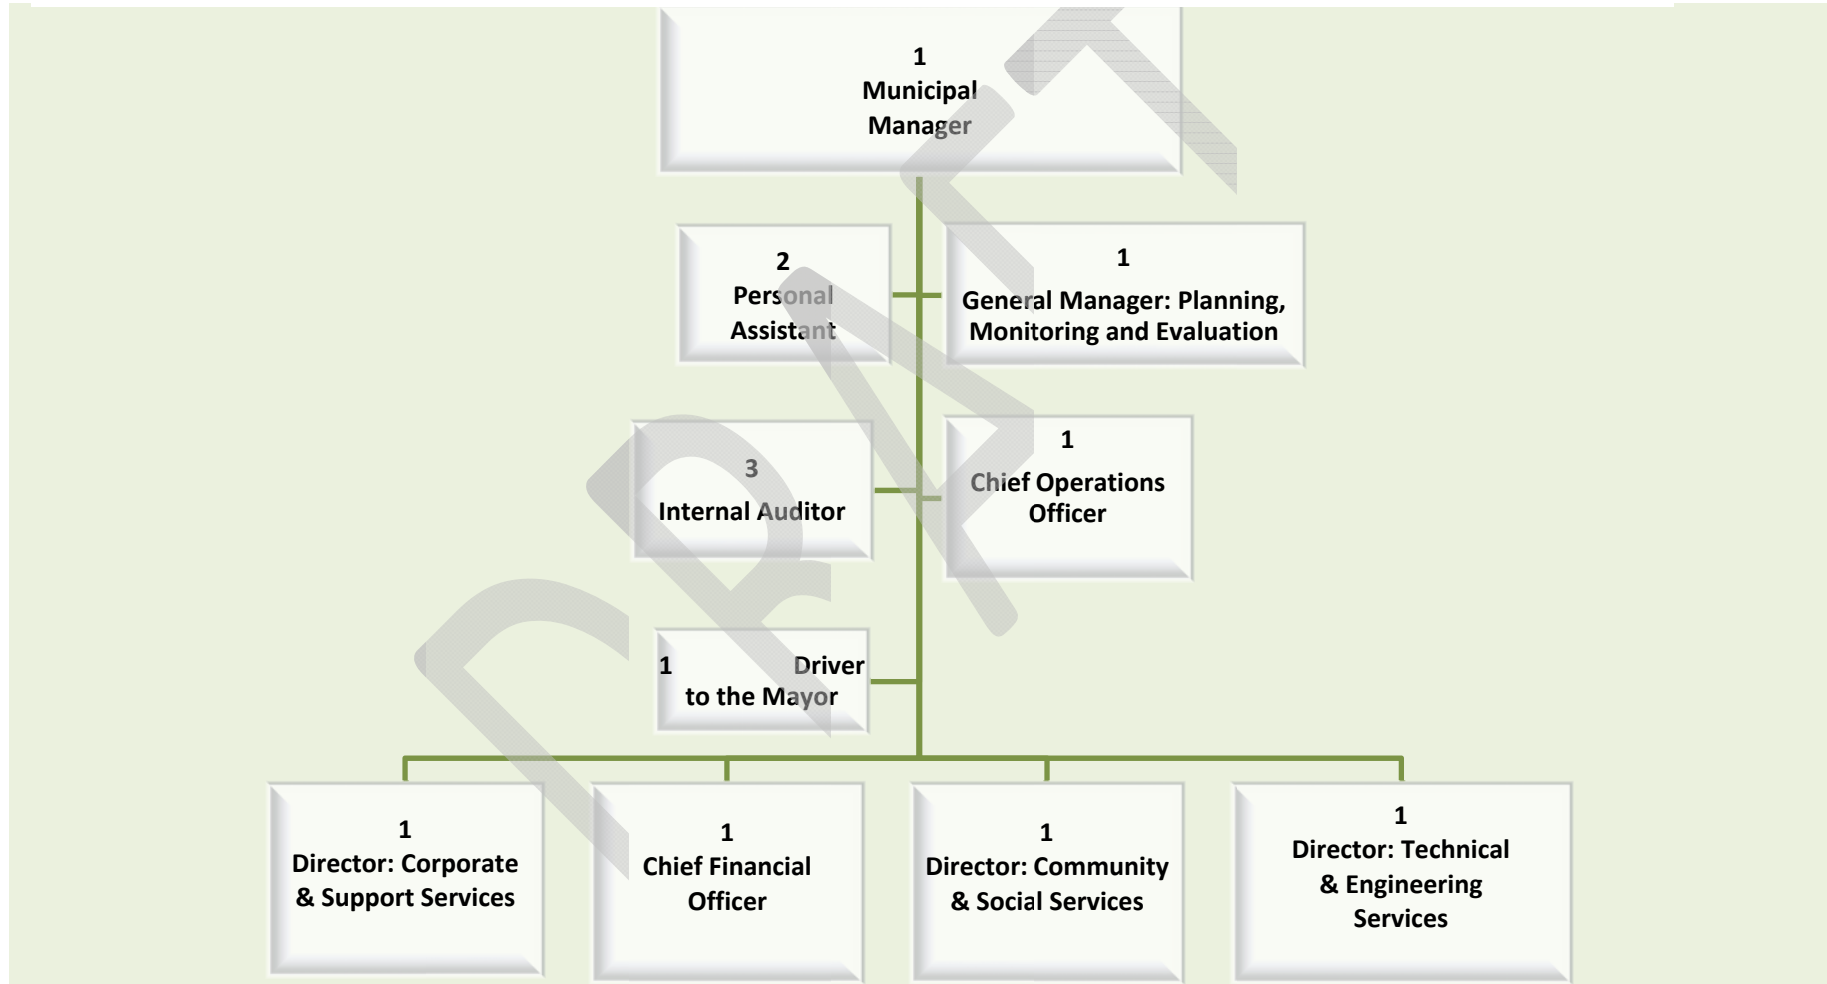 1
Municipal
Manager
2
Personal
Assistant
1
General Manager: Planning,
Monitoring and Evaluation
3
Internal Auditor
1
Chief Operations
Officer
1 Driver
to the Mayor
1
Director: Corporate
& Support Services
1
Chief Financial
Officer
1
Director: Community
& Social Services
1
Director: Technical
& Engineering
Services
DRAFT